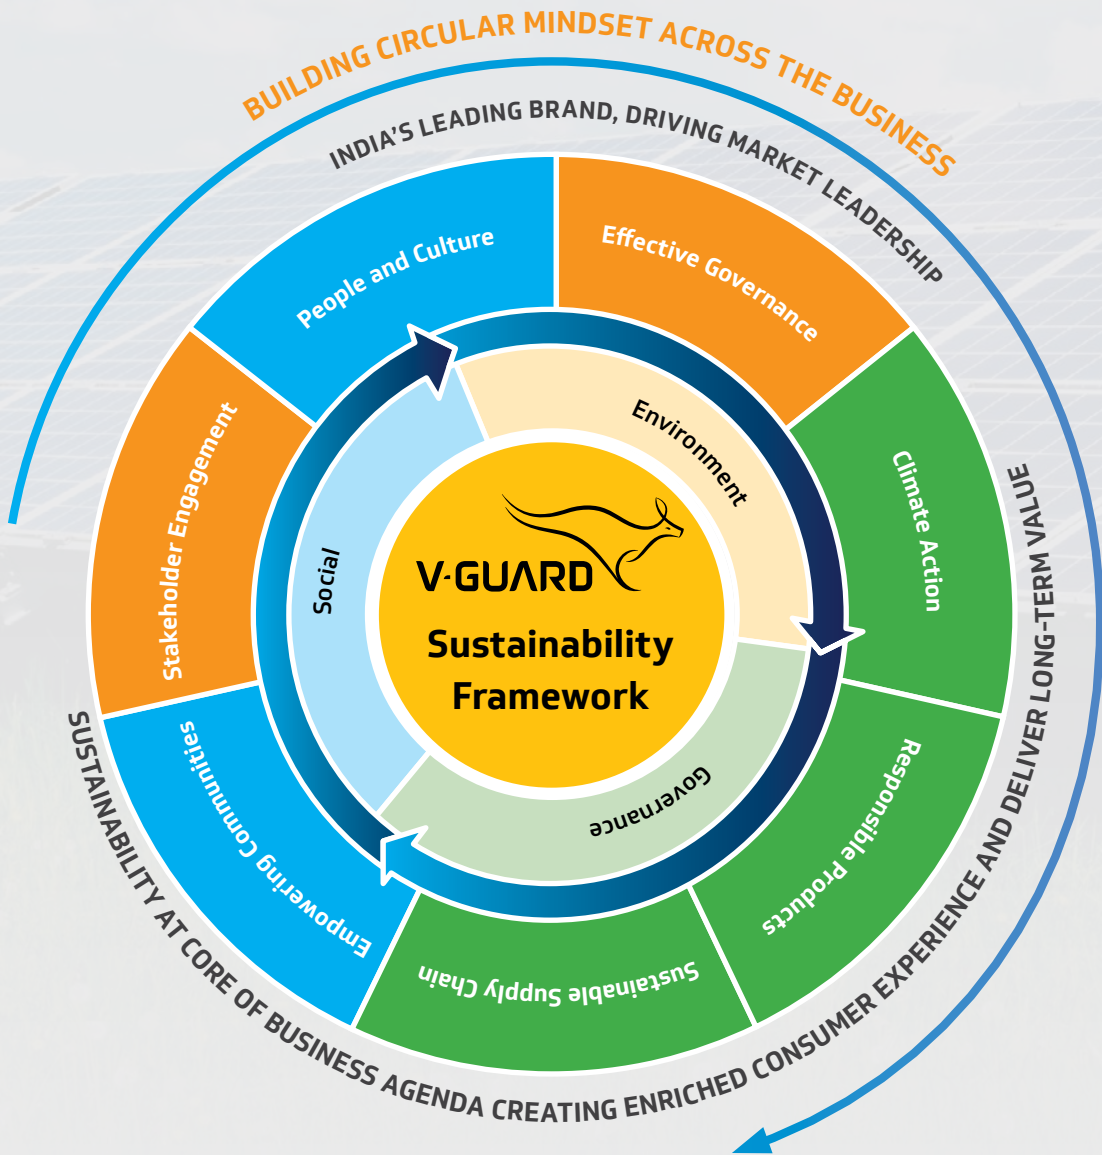 BUILDING CIRCULAR MINDSET ACROSS THE BUSINESS
INDIA'S LEADING BRAND, DRIVING MARKET LEADERSHIP
People and Culture
Effective Governance
Climate Action
Responsible Products
Sustainable Supply Chain
Empowering Communities
Stakeholder Engagement
Environment
Governance
Social
V-GUARD
Sustainability
Framework
SUSTAINABILITY AT CORE OF BUSINESS AGENDA CREATING ENRICHED CONSUMER EXPERIENCE AND DELIVER LONG-TERM VALUE